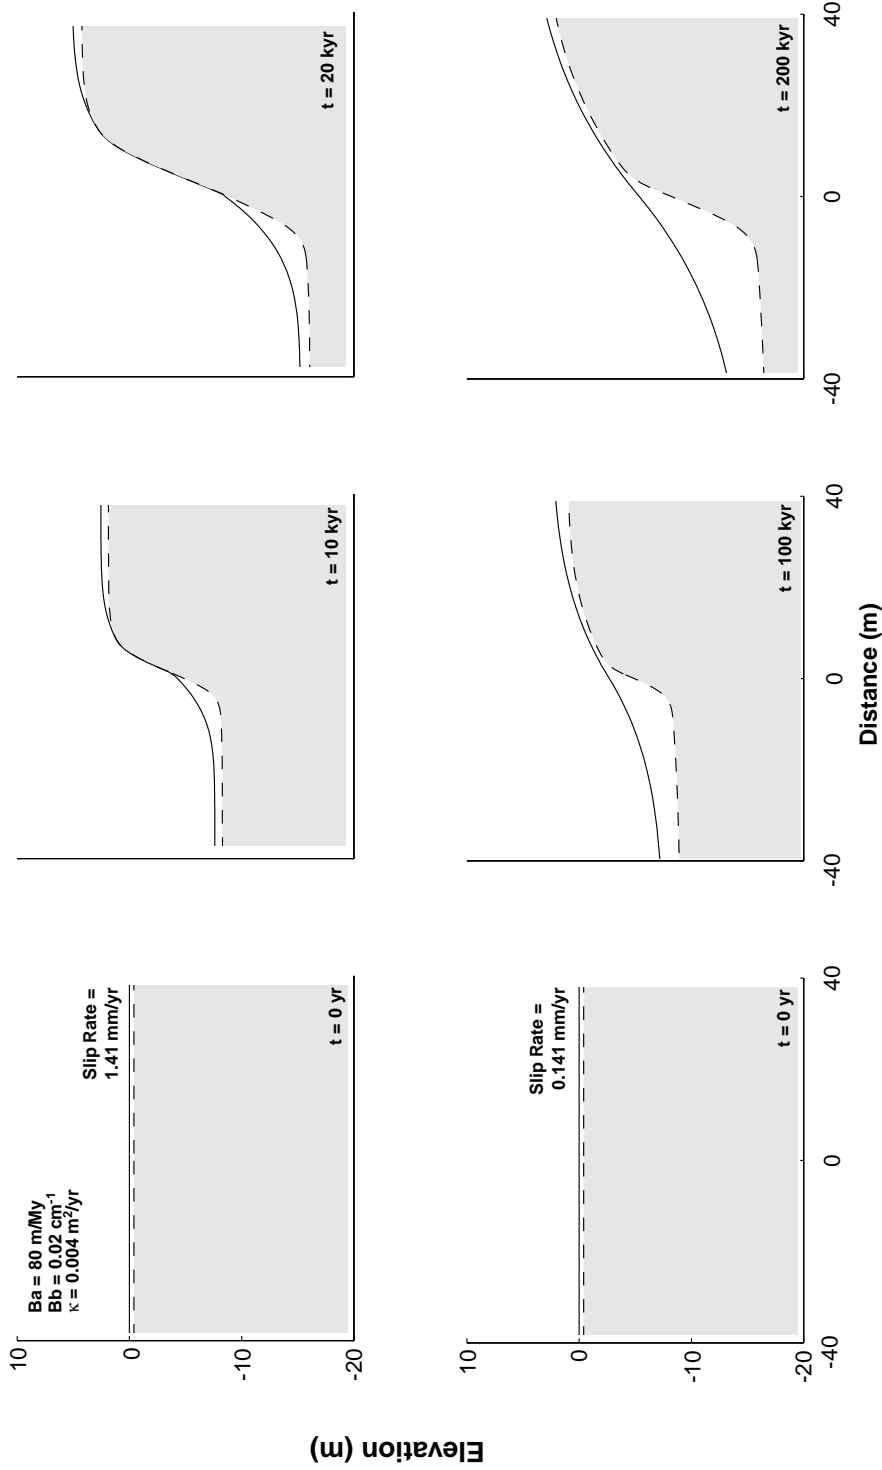 Ba = 80 m/My
Bb = 0.02 cm⁻¹
κ = 0.004 m²/yr
Slip Rate =
1.41 mm/yr
10
0
-10
-20
t = 0 yr
t = 10 kyr
t = 20 kyr
Elevation (m)
Slip Rate =
0.141 mm/yr
10
0
-10
-20
t = 0 yr
t = 100 kyr
t = 200 kyr
-40
0
40
-40
0
40
-40
0
40
Distance (m)